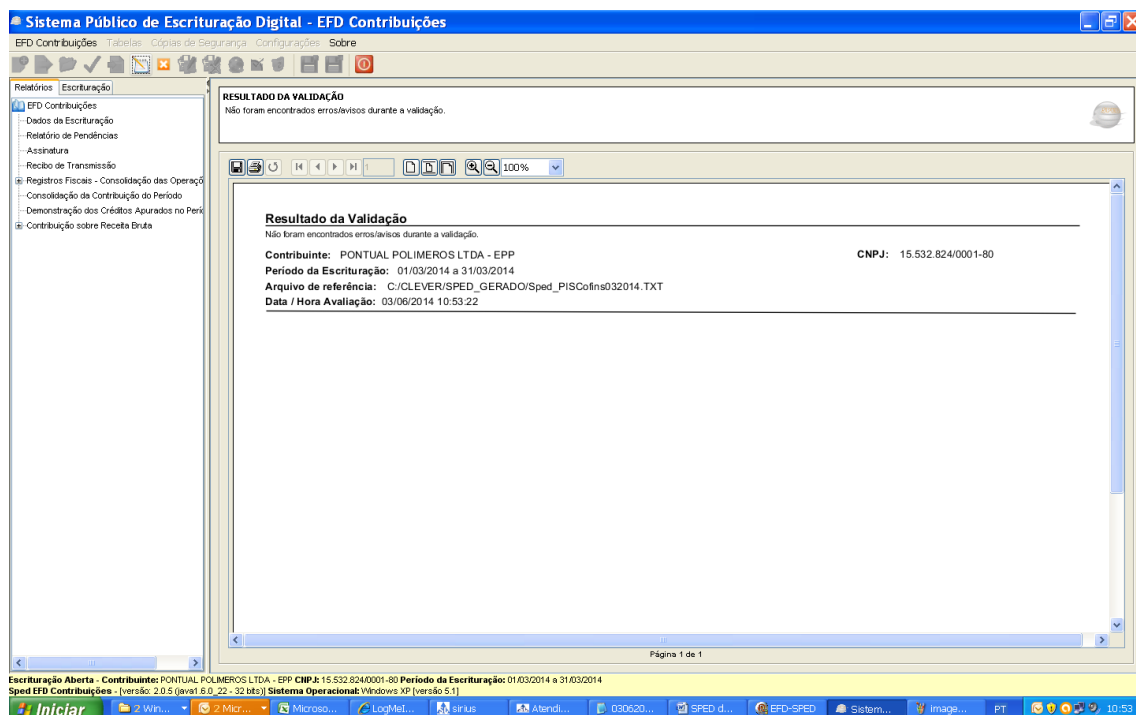 Sistema Público de Escrituração Digital - EFD Contribuições
EFD Contribuições Tabelas Cópias de Segurança Configurações Sobre
Relatórios Escrituração
EFD Contribuições
Dados da Escrituração
Relatório de Pendências
Assinatura
Recibo de Transmissão
Registros Fiscais - Consolidação das Operaçõ
Consolidação da Contribuição do Período
Demonstração dos Créditos Apurados no Perío
Contribuição sobre Receita Bruta
RESULTADO DA VALIDAÇÃO
Não foram encontrados erros/avisos durante a validação.
1 100%
Resultado da Validação
Não foram encontrados erros/avisos durante a validação.
Contribuinte: PONTUAL POLIMEROS LTDA - EPP CNPJ: 15.532.824/0001-80
Período da Escrituração: 01/03/2014 a 31/03/2014
Arquivo de referência: C:/CLEVER/SPED_GERADO/Sped_PISCofins032014.TXT
Data / Hora Avaliação: 03/06/2014 10:53:22
Página 1 de 1
Escrituração Aberta - Contribuinte: PONTUAL POLIMEROS LTDA - EPP CNPJ: 15.532.824/0001-80 Período da Escrituração: 01/03/2014 a 31/03/2014
Sped EFD Contribuições - [versão: 2.0.5 (java1.6.0_22 - 32 bits)] Sistema Operacional: Windows XP [versão 5.1]
Iniciar 2 Win... 2 Micr... Microso... LogMeI... sirius Atendi... 030620... SPED d... EFD-SPED Sistem... image... PT 10:53